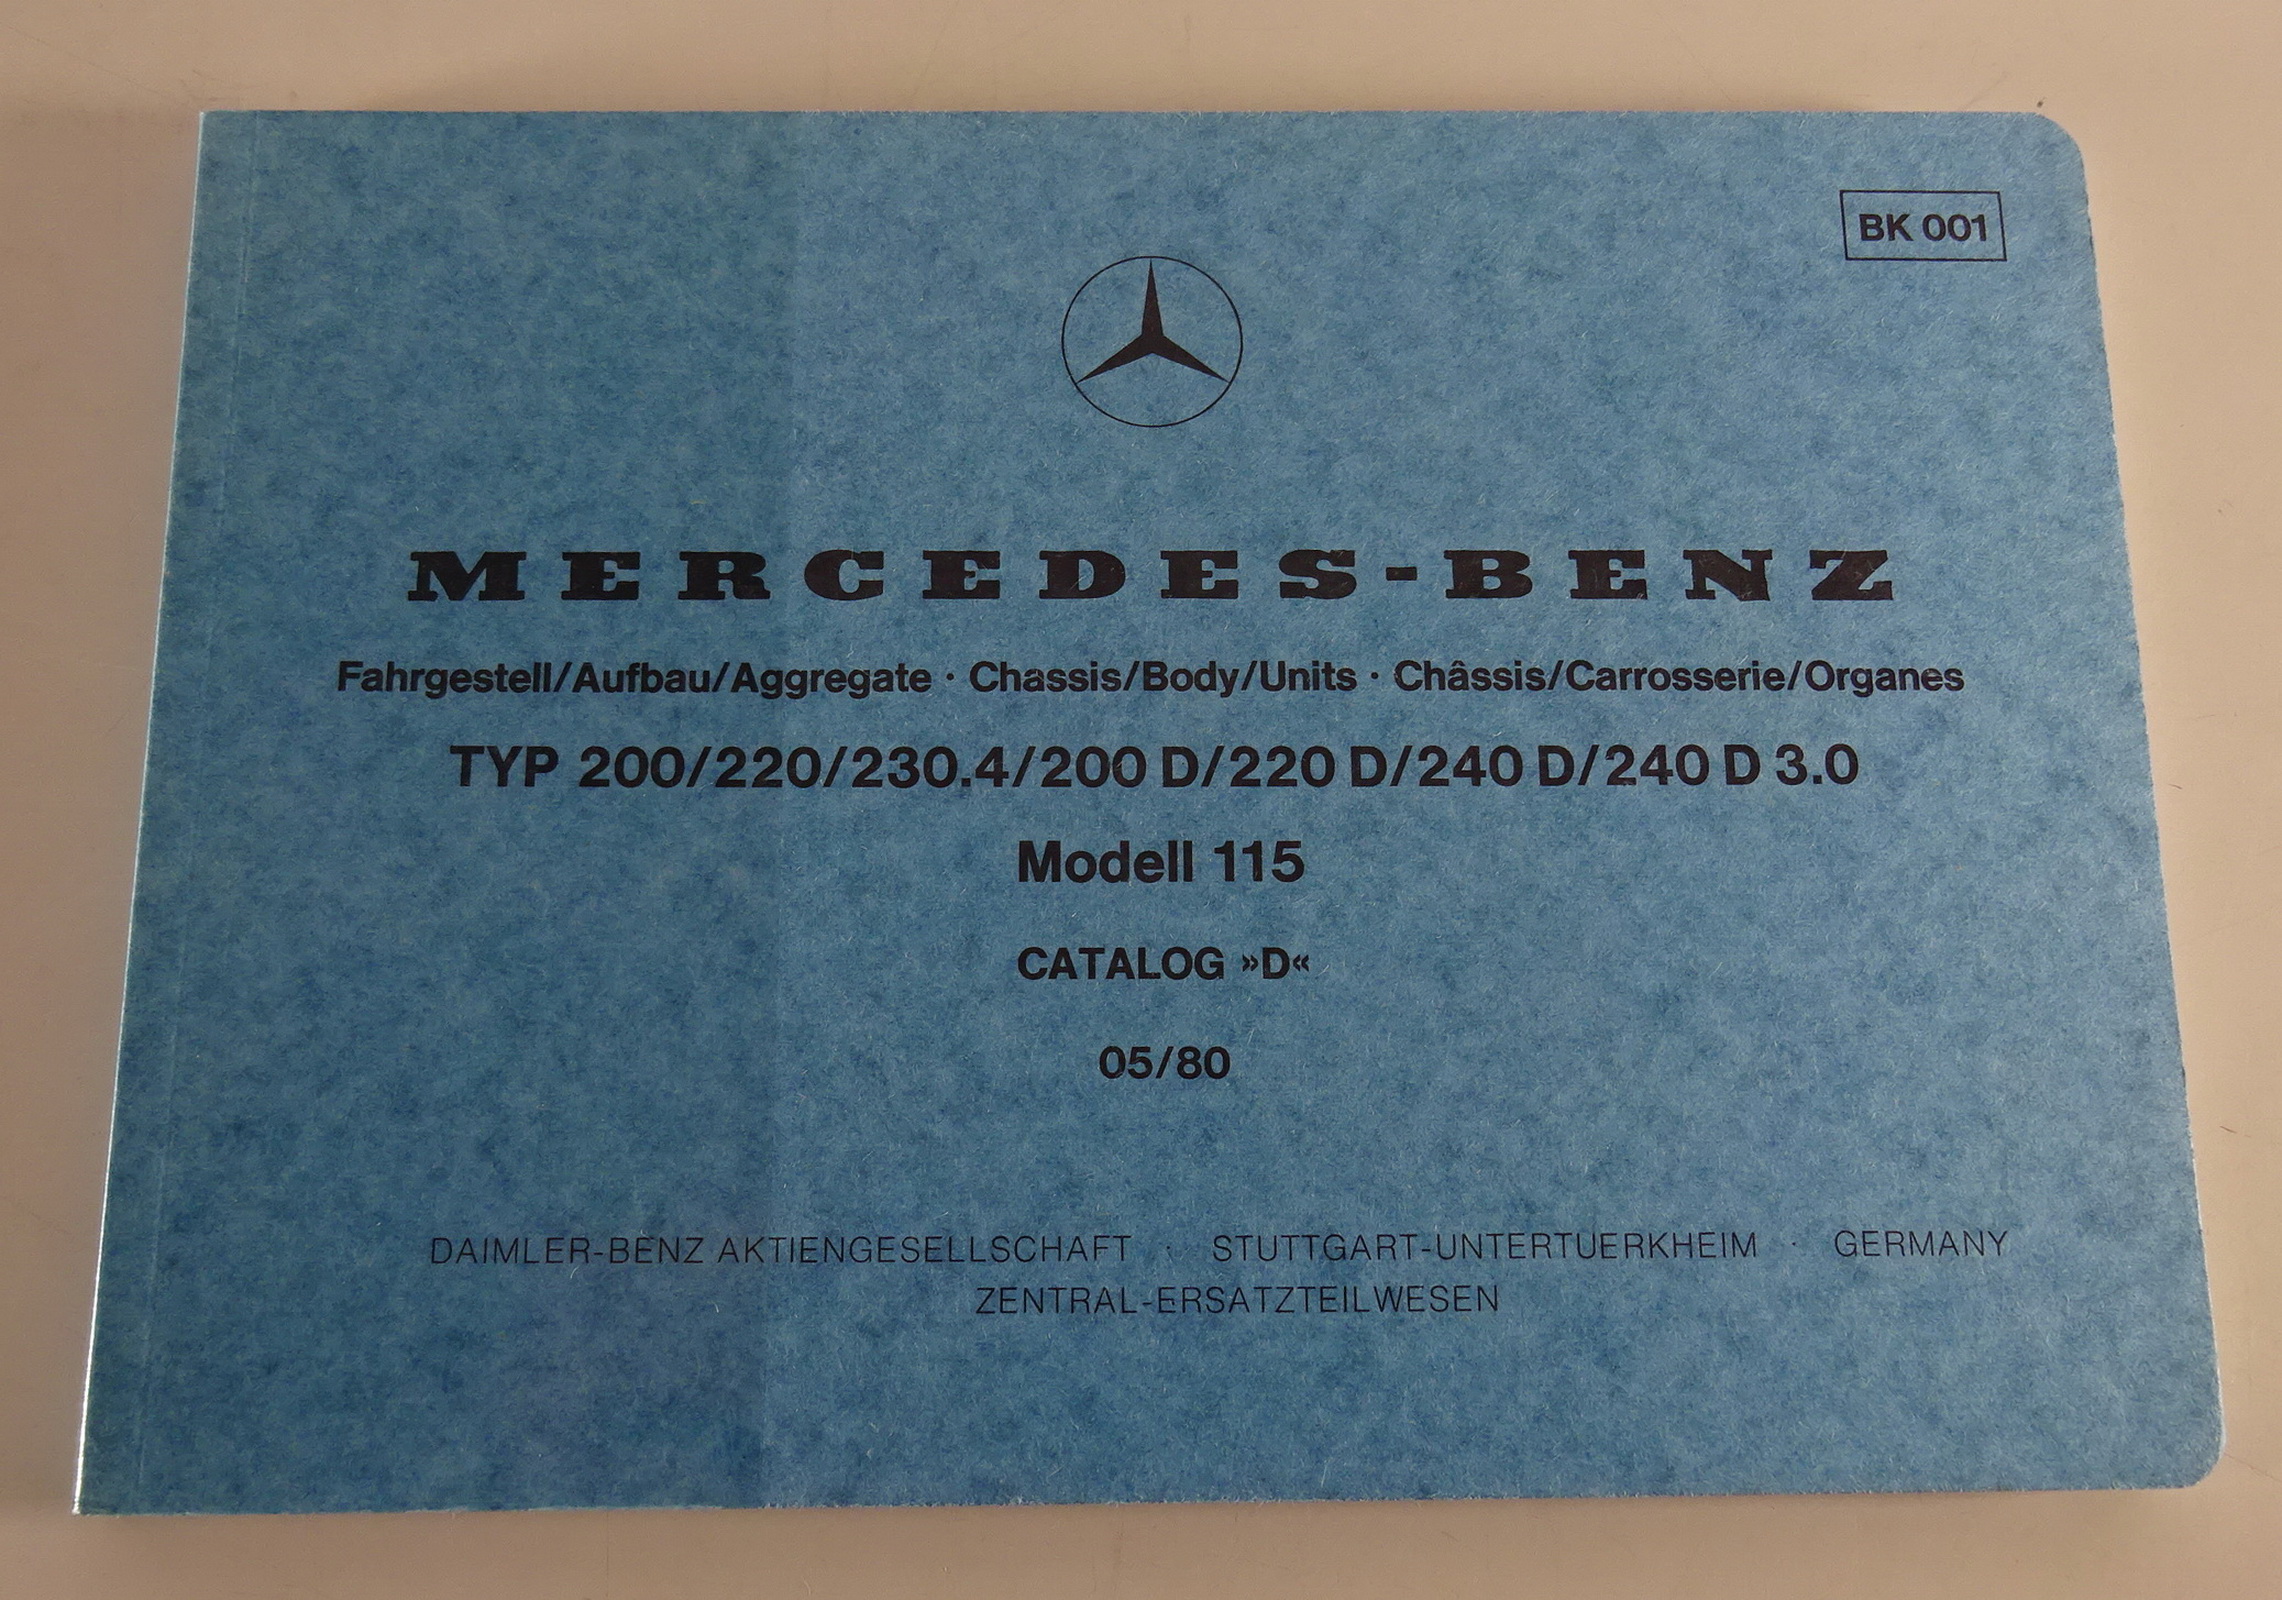 BK 001
MERCEDES-BENZ
Fahrgestell/Aufbau/Aggregate · Chassis/Body/Units · Châssis/Carrosserie/Organes
TYP 200/220/230.4/200 D/220 D/240 D/240 D 3.0
Modell 115
CATALOG »D«
05/80
DAIMLER-BENZ AKTIENGESELLSCHAFT · STUTTGART-UNTERTUERKHEIM · GERMANY
ZENTRAL-ERSATZTEILWESEN